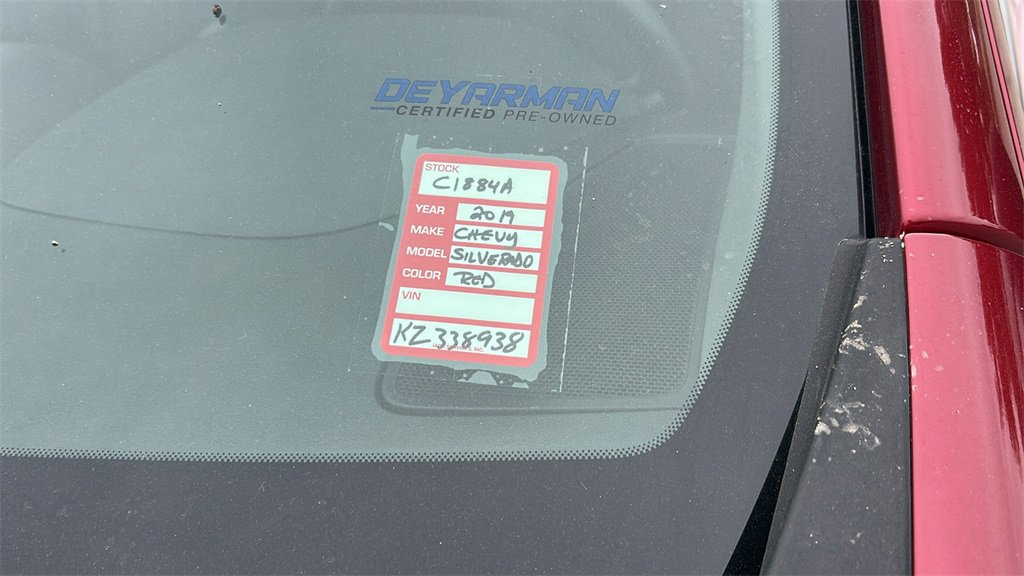 DEYARMAN
CERTIFIED PRE-OWNED
STOCK
C1884A
YEAR 2019
MAKE CHEVY
MODEL SILVERADO
COLOR RED
VIN
KZ338938